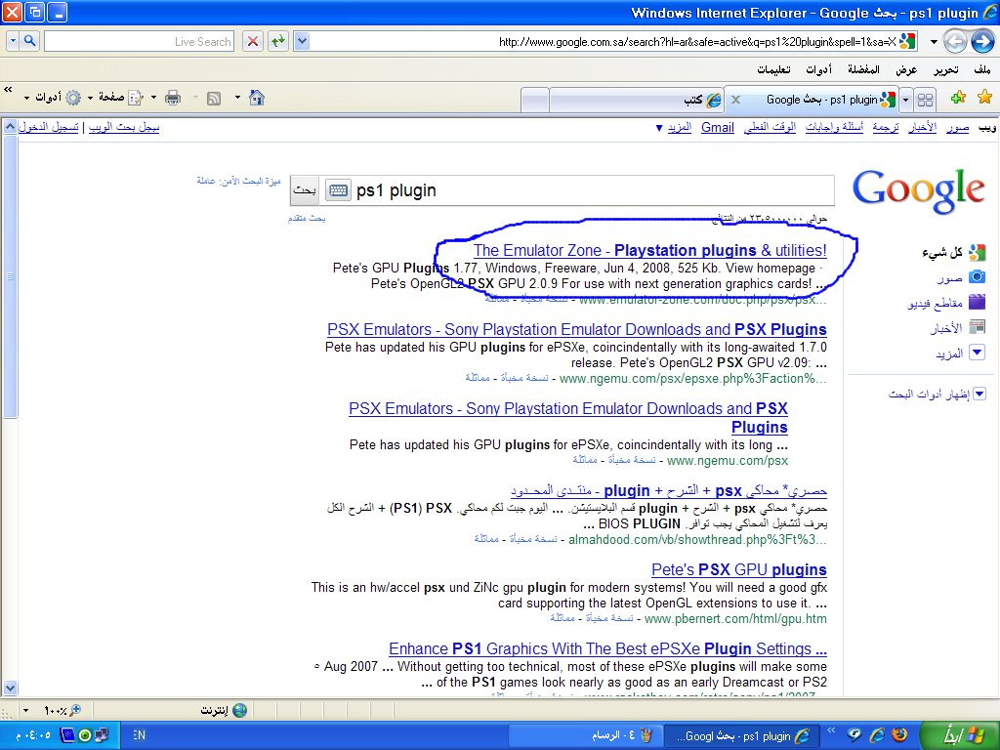 ps1 plugin - بحث Google - Windows Internet Explorer
http://www.google.com.sa/search?hl=ar&safe=active&q=ps1%20plugin&spell=1&sa=X
Live Search
ملف تحرير عرض المفضلة أدوات تعليمات
ps1 plugin - بحث Google
كتب
صفحة
أدوات
ويب صور الأخبار ترجمة أسئلة وإجابات الوقت الفعلي Gmail المزيد ▼
سجل بحث الويب | تسجيل الدخول
Google
ps1 plugin
بحث
ميزة البحث الآمن: عاملة
بحث متقدم
كل شيء
صور
مقاطع فيديو
الأخبار
المزيد
إظهار أدوات البحث
The Emulator Zone - Playstation plugins & utilities!
Pete's GPU Plugins 1.77, Windows, Freeware, Jun 4, 2008, 525 Kb. View homepage ·
Pete's OpenGL2 PSX GPU 2.0.9 For use with next generation graphics cards! ...
www.emulator-zone.com/doc.php/psx/psx... - نسخة مخبأة - مماثلة
PSX Emulators - Sony Playstation Emulator Downloads and PSX Plugins
Pete has updated his GPU plugins for ePSXe, coincidentally with its long-awaited 1.7.0
release. Pete's OpenGL2 PSX GPU v2.09: ...
www.ngemu.com/psx/epsxe.php%3Faction%... - نسخة مخبأة - مماثلة
PSX Emulators - Sony Playstation Emulator Downloads and PSX
Plugins
Pete has updated his GPU plugins for ePSXe, coincidentally with its long ...
www.ngemu.com/psx - نسخة مخبأة - مماثلة
حصري* محاكي psx + الشرح + plugin - منتـدى المحـدود
حصري* محاكي psx + الشرح + plugin قسم البلايستيشن. ... اليوم جبت لكم محاكي. PSX (PS1) + الشرح الكل
يعرف لتشغيل المحاكي يجب توافر. BIOS PLUGIN ...
almahdood.com/vb/showthread.php%3Ft%3... - نسخة مخبأة - مماثلة
Pete's PSX GPU plugins
This is an hw/accel psx und ZiNc gpu plugin for modern systems! You will need a good gfx
card supporting the latest OpenGL extensions to use it. ...
www.pbernert.com/html/gpu.htm - نسخة مخبأة - مماثلة
Enhance PS1 Graphics With The Best ePSXe Plugin Settings ...
Aug 2007 ... Without getting too technical, most of these ePSXe plugins will make some
of the PS1 games look nearly as good as an early Dreamcast or PS2 ...
إنترنت
١٠٠%
ابدأ
ps1 plugin - بحث Googl...
٤ - الرسام
EN
٠٤:٠٥ م